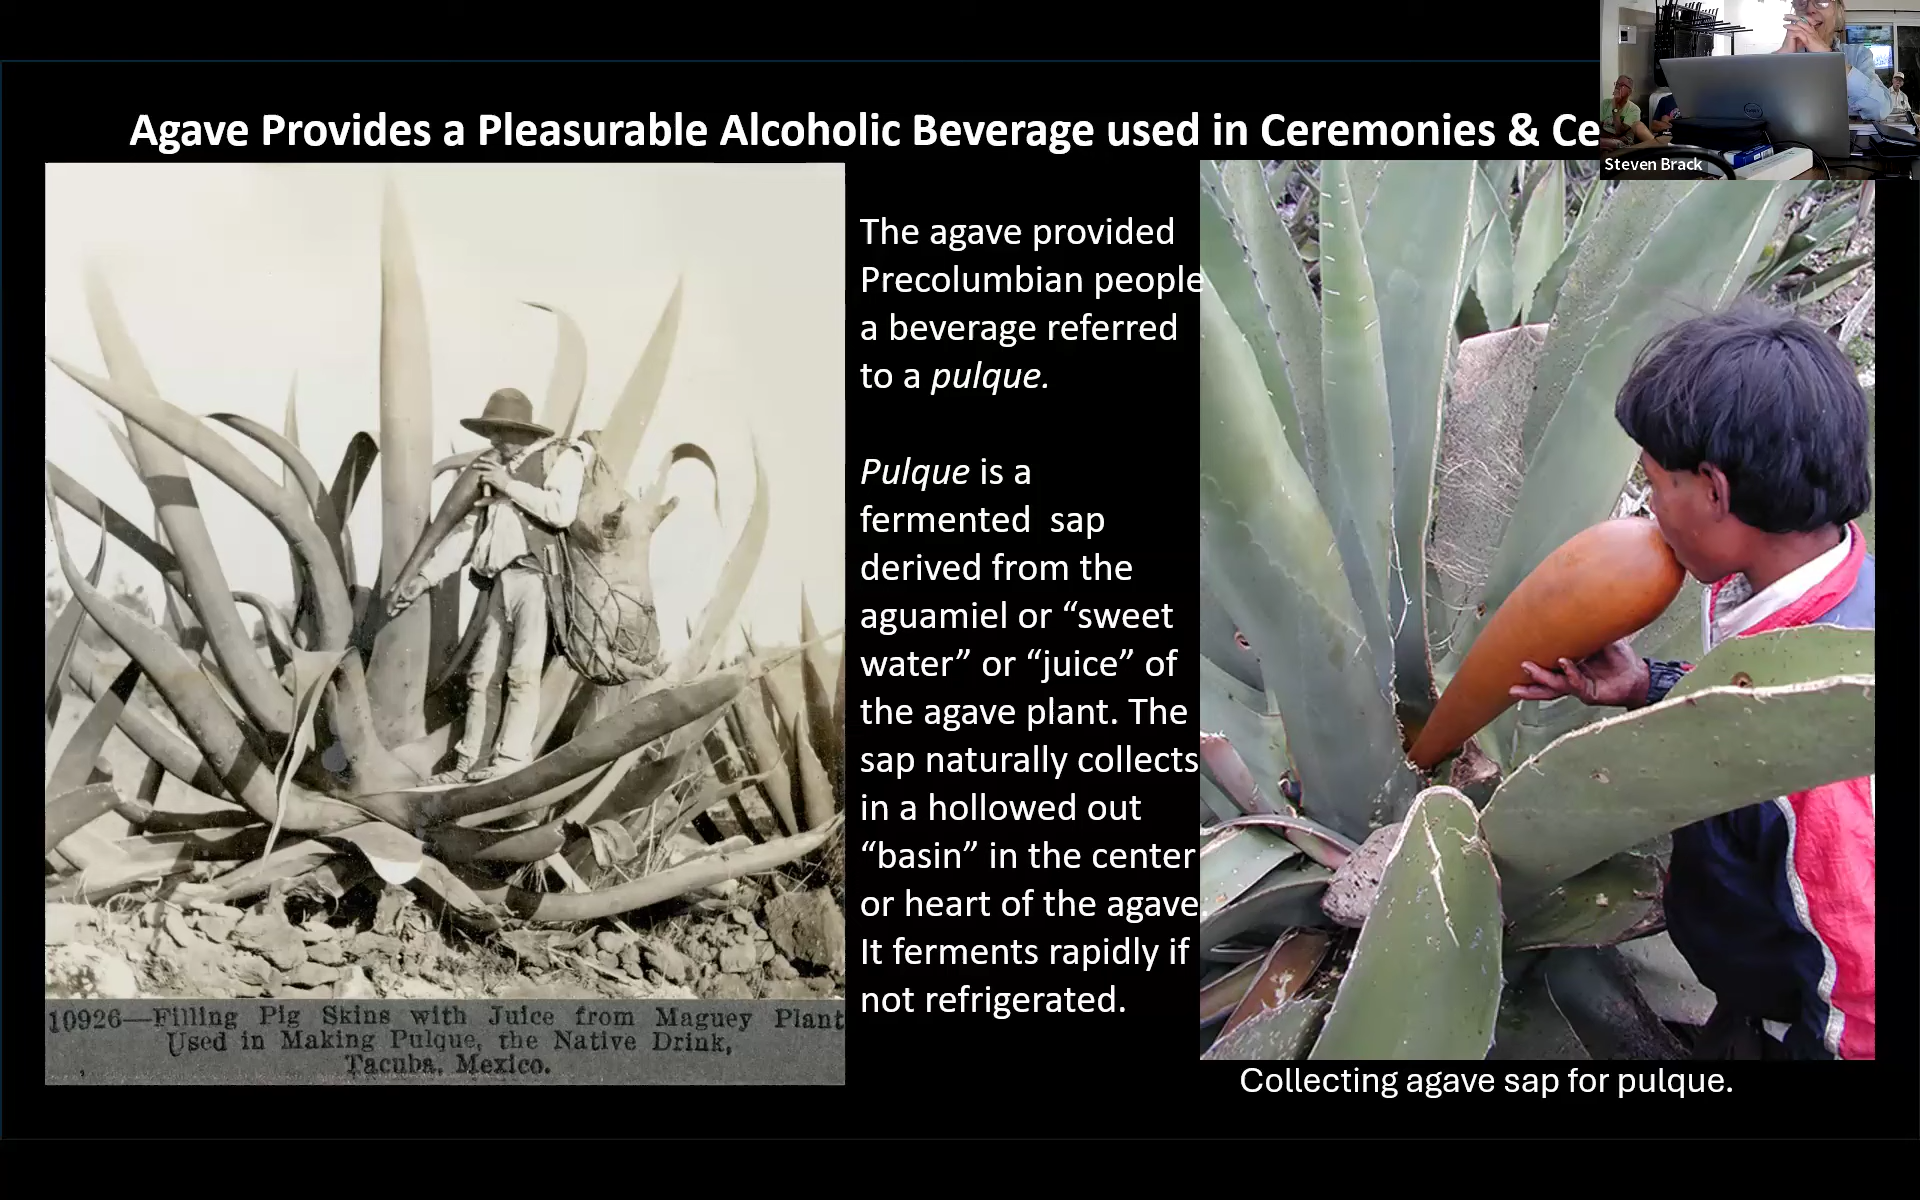 Agave Provides a Pleasurable Alcoholic Beverage used in Ceremonies & Ce
Steven Brack
The agave provided
Precolumbian people
a beverage referred
to a pulque.
Pulque is a
fermented sap
derived from the
aguamiel or “sweet
water” or “juice” of
the agave plant. The
sap naturally collects
in a hollowed out
“basin” in the center
or heart of the agave.
It ferments rapidly if
not refrigerated.
10926—Filling Pig Skins with Juice from Maguey Plant
Used in Making Pulque, the Native Drink,
Tacuba, Mexico.
Collecting agave sap for pulque.